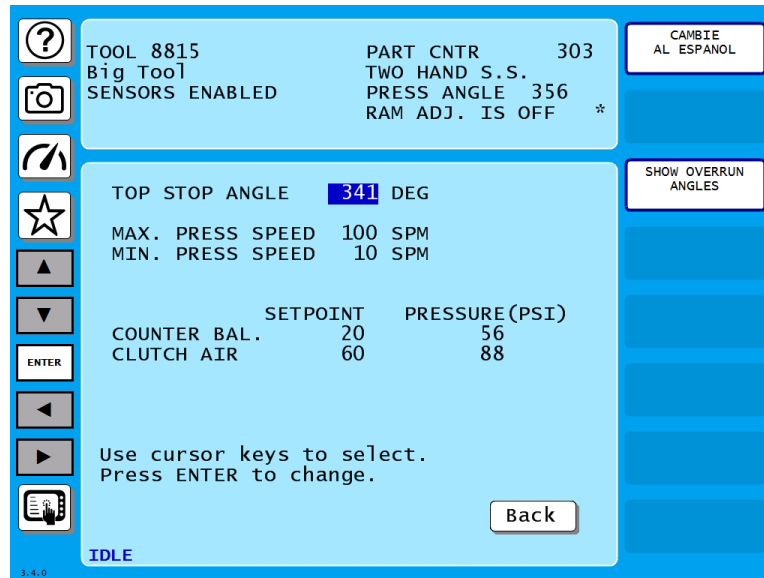 ?
TOOL 8815 PART CNTR 303
Big Tool TWO HAND S.S.
SENSORS ENABLED PRESS ANGLE 356
RAM ADJ. IS OFF *
CAMBIE
AL ESPANOL
SHOW OVERRUN
ANGLES
TOP STOP ANGLE 341 DEG
MAX. PRESS SPEED 100 SPM
MIN. PRESS SPEED 10 SPM
SETPOINT PRESSURE(PSI)
COUNTER BAL. 20 56
CLUTCH AIR 60 88
ENTER
Use cursor keys to select.
Press ENTER to change.
Back
IDLE
3.4.0